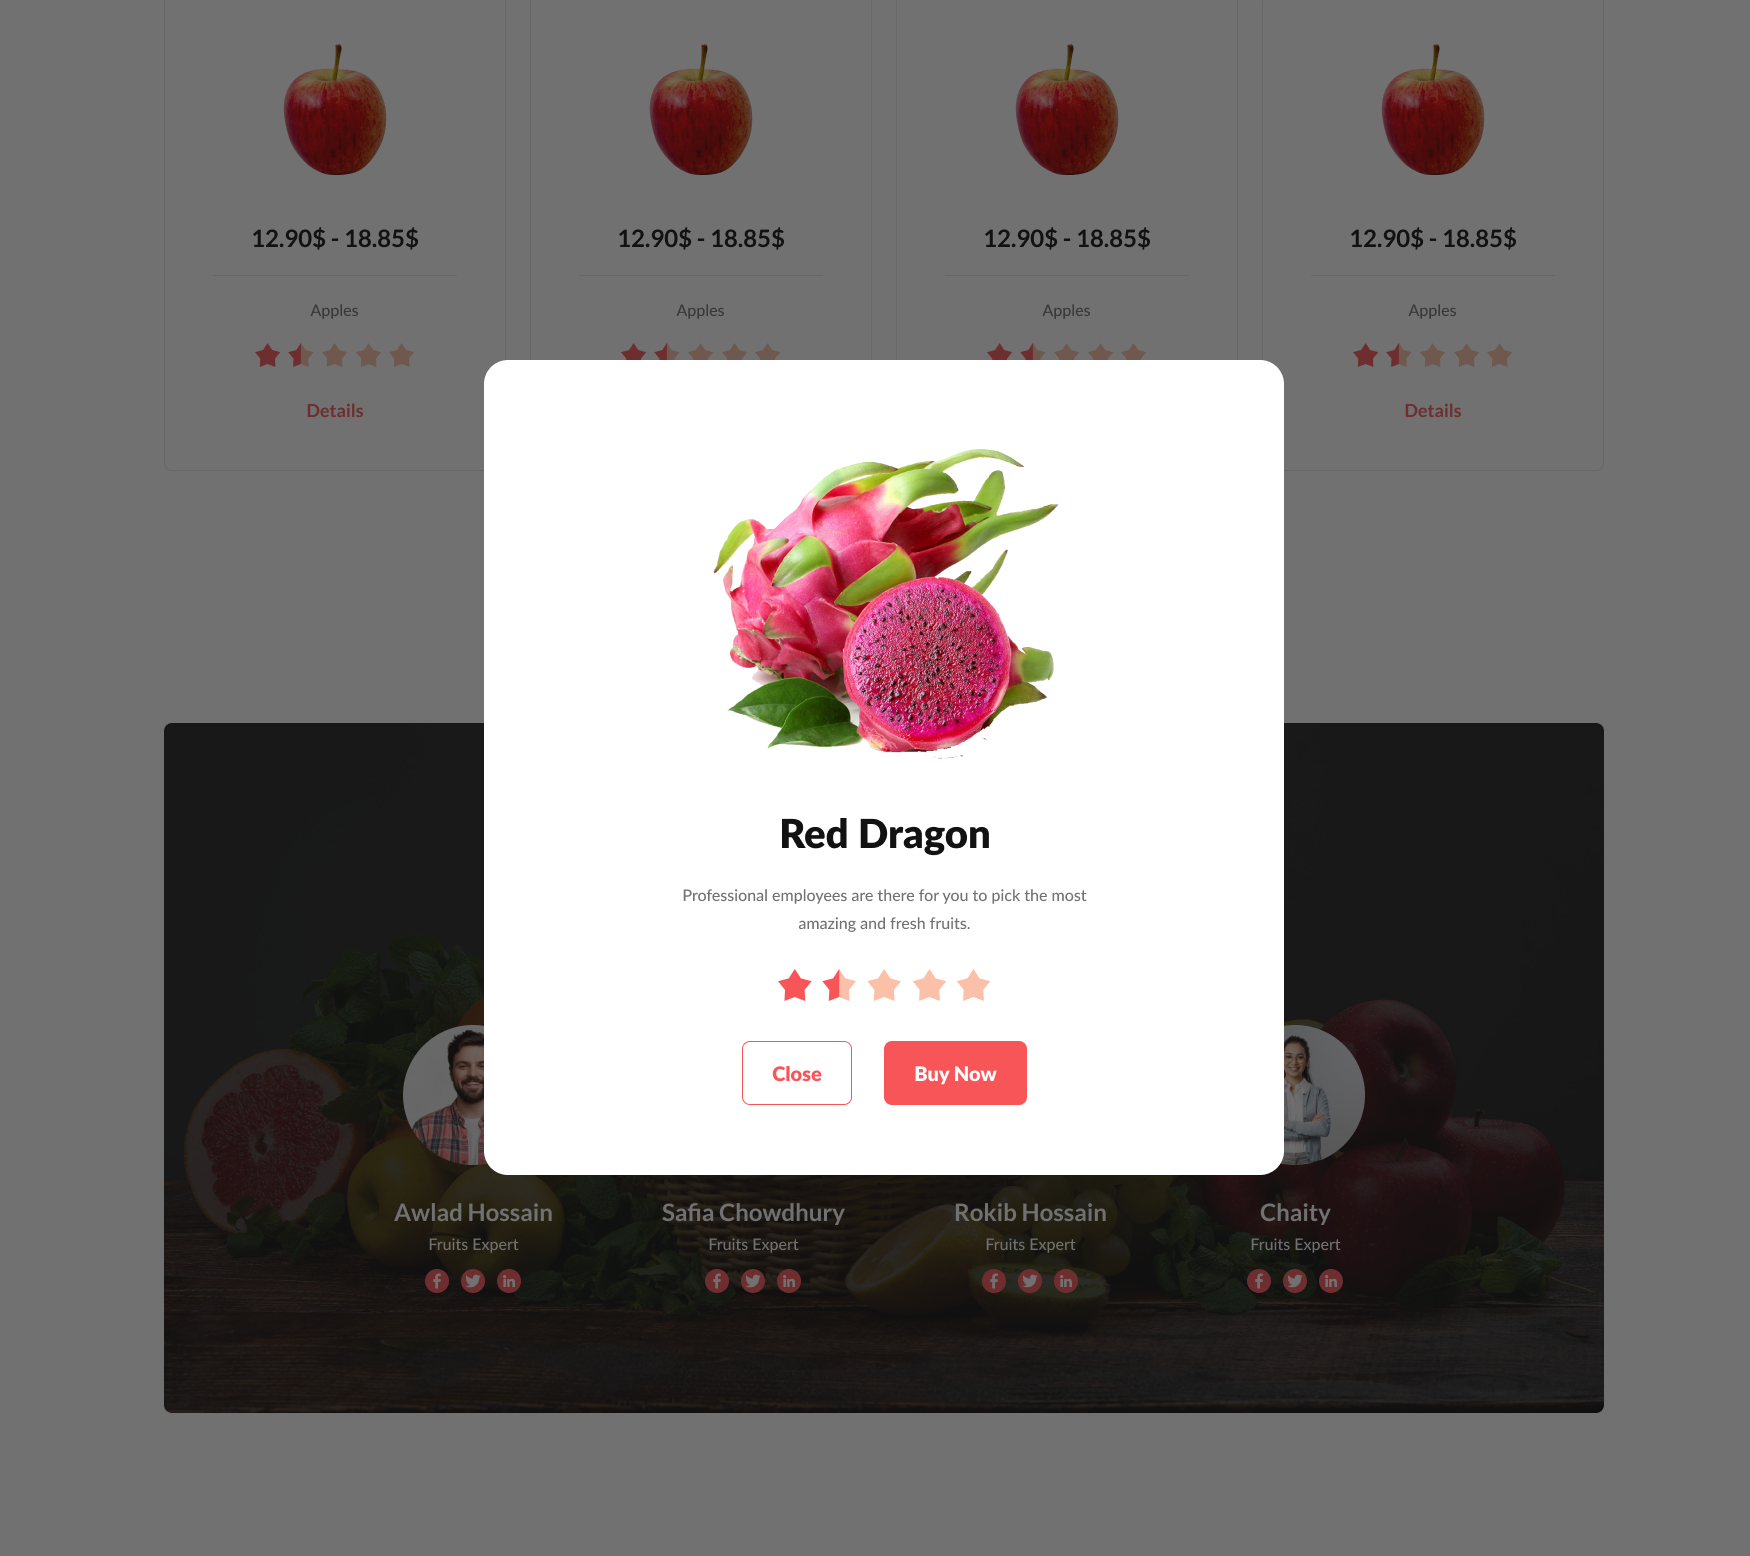 12.90$ - 18.85$
12.90$ - 18.85$
12.90$ - 18.85$
12.90$ - 18.85$
Apples
Apples
Apples
Apples
Details
Details
Red Dragon
Professional employees are there for you to pick the most
amazing and fresh fruits.
Close
Buy Now
Awlad Hossain
Safia Chowdhury
Rokib Hossain
Chaity
Fruits Expert
Fruits Expert
Fruits Expert
Fruits Expert